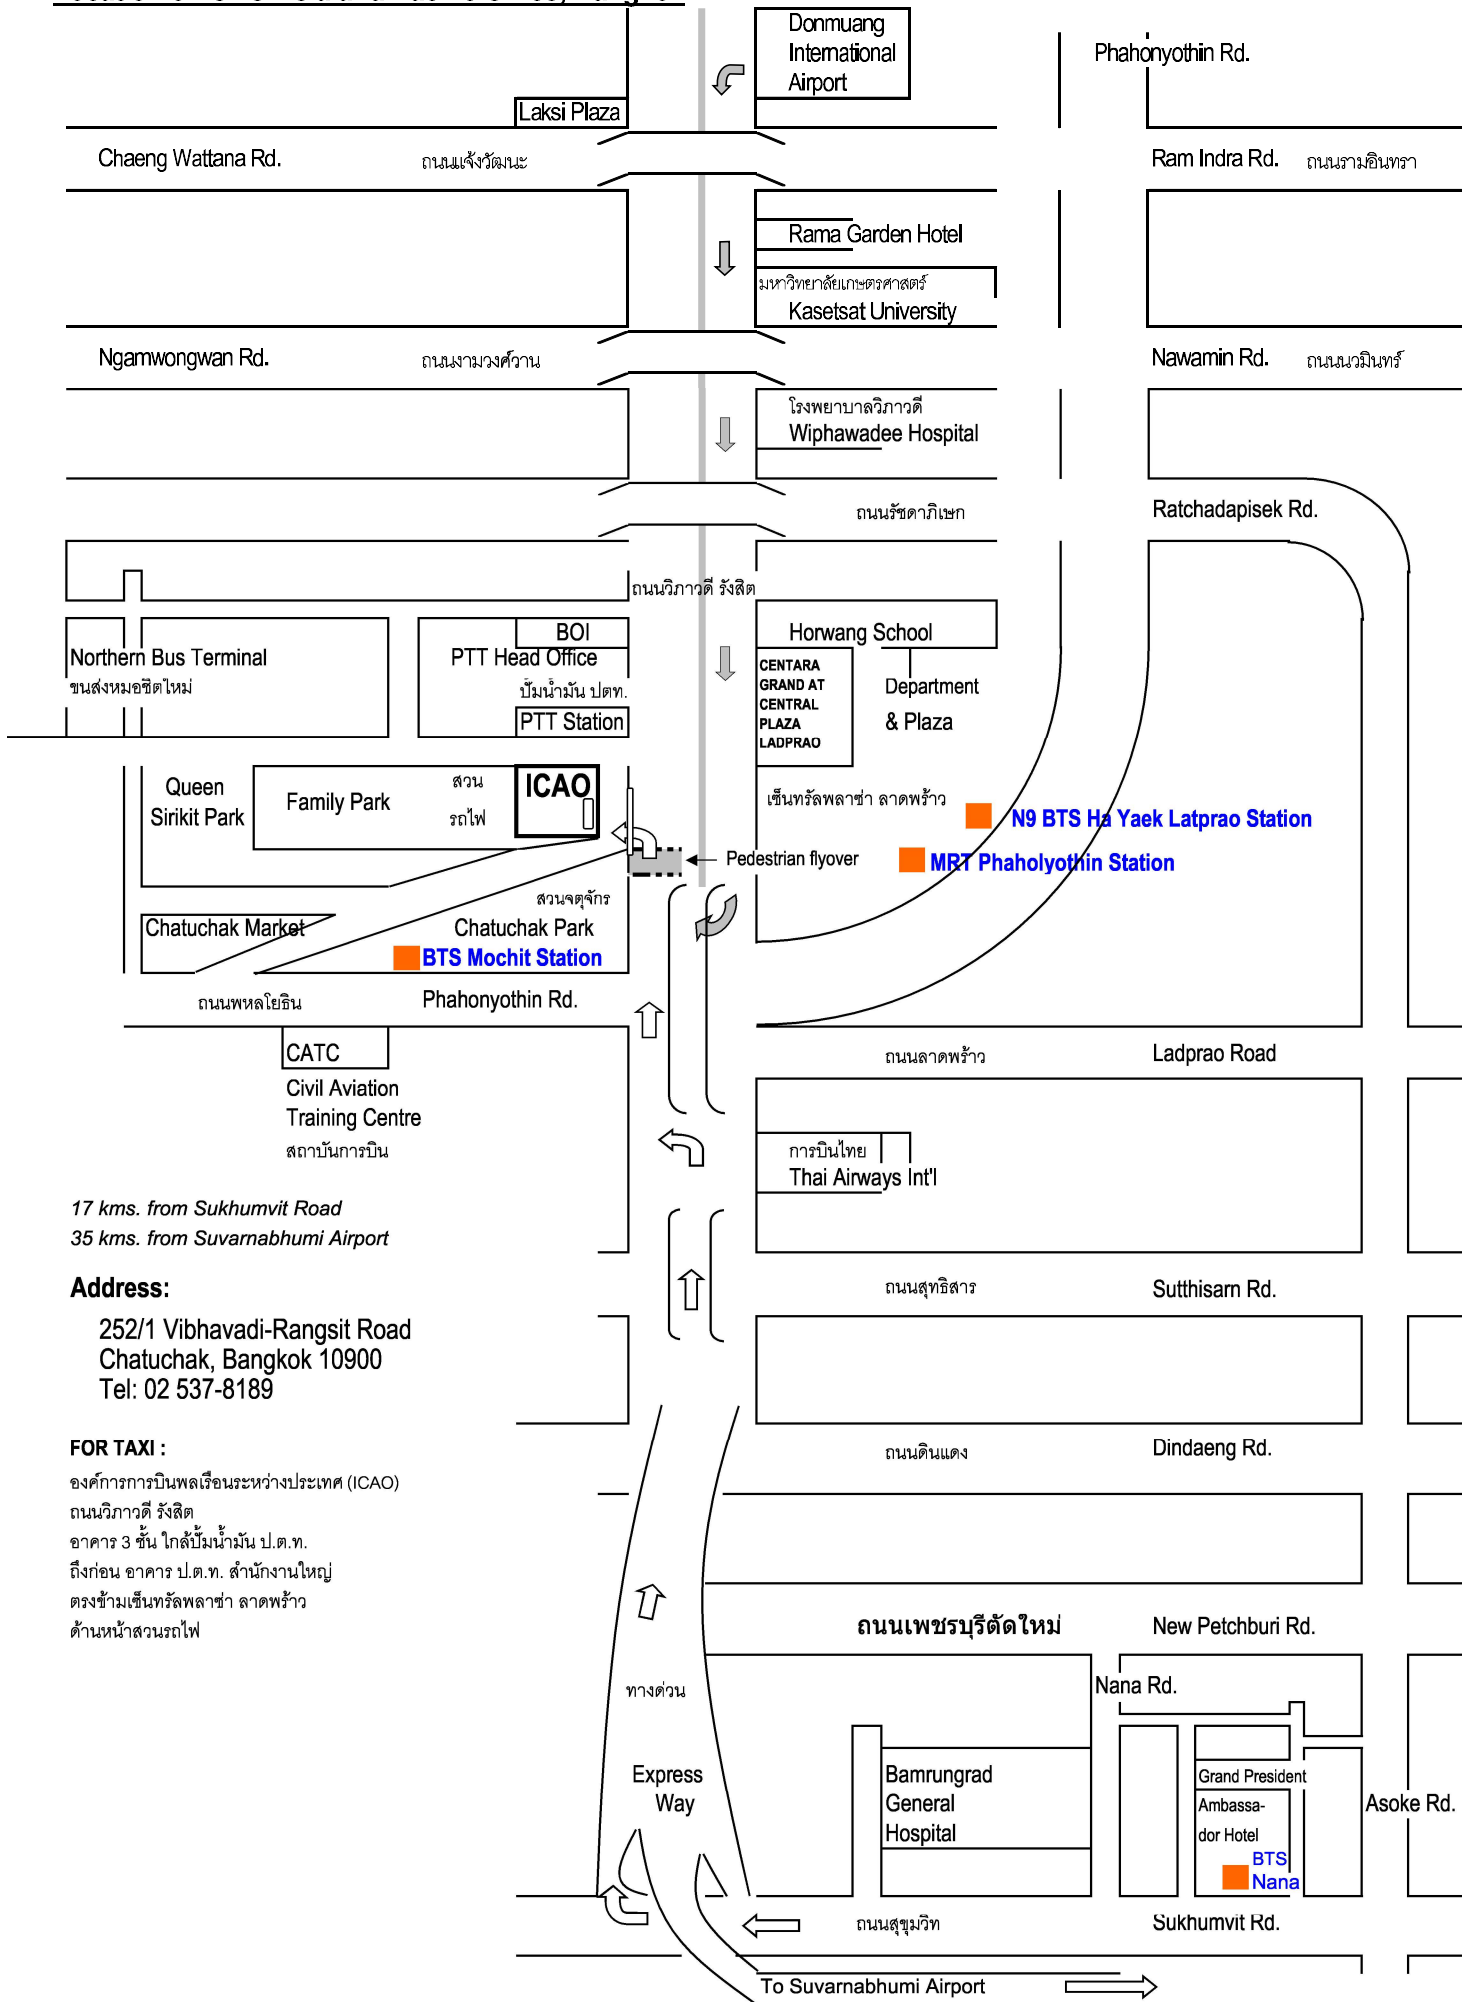 Donmuang
International
Airport
Phahonyothin Rd.
Laksi Plaza
Chaeng Wattana Rd.
ถนนแจ้งวัฒนะ
Ram Indra Rd.
ถนนรามอินทรา
Rama Garden Hotel
มหาวิทยาลัยเกษตรศาสตร์
Kasetsat University
Ngamwongwan Rd.
ถนนงามวงศ์วาน
Nawamin Rd.
ถนนนวมินทร์
โรงพยาบาลวิภาวดี
Wiphawadee Hospital
ถนนรัชดาภิเษก
Ratchadapisek Rd.
ถนนวิภาวดี รังสิต
BOI
Horwang School
Northern Bus Terminal
ขนส่งหมอชิตใหม่
PTT Head Office
ปั๊มน้ำมัน ปตท.
PTT Station
CENTARA
GRAND AT
CENTRAL
PLAZA
LADPRAO
Department
& Plaza
Queen
Sirikit Park
Family Park
สวน
รถไฟ
ICAO
เซ็นทรัลพลาซ่า ลาดพร้าว
N9 BTS Ha Yaek Latprao Station
Pedestrian flyover
MRT Phaholyothin Station
สวนจตุจักร
Chatuchak Market
Chatuchak Park
BTS Mochit Station
ถนนพหลโยธิน
Phahonyothin Rd.
CATC
Civil Aviation
Training Centre
สถาบันการบิน
ถนนลาดพร้าว
Ladprao Road
การบินไทย
Thai Airways Int'l
17 kms. from Sukhumvit Road
35 kms. from Suvarnabhumi Airport
Address:
252/1 Vibhavadi-Rangsit Road
Chatuchak, Bangkok 10900
Tel: 02 537-8189
ถนนสุทธิสาร
Sutthisarn Rd.
FOR TAXI :
องค์การการบินพลเรือนระหว่างประเทศ (ICAO)
ถนนวิภาวดี รังสิต
อาคาร 3 ชั้น ใกล้ปั้มน้ำมัน ป.ต.ท.
ถึงก่อน อาคาร ป.ต.ท. สำนักงานใหญ่
ตรงข้ามเซ็นทรัลพลาซ่า ลาดพร้าว
ด้านหน้าสวนรถไฟ
ถนนดินแดง
Dindaeng Rd.
ถนนเพชรบุรีตัดใหม่
New Petchburi Rd.
ทางด่วน
Nana Rd.
Express
Way
Bamrungrad
General
Hospital
Grand President
Ambassa-
dor Hotel
BTS
Nana
Asoke Rd.
ถนนสุขุมวิท
Sukhumvit Rd.
To Suvarnabhumi Airport